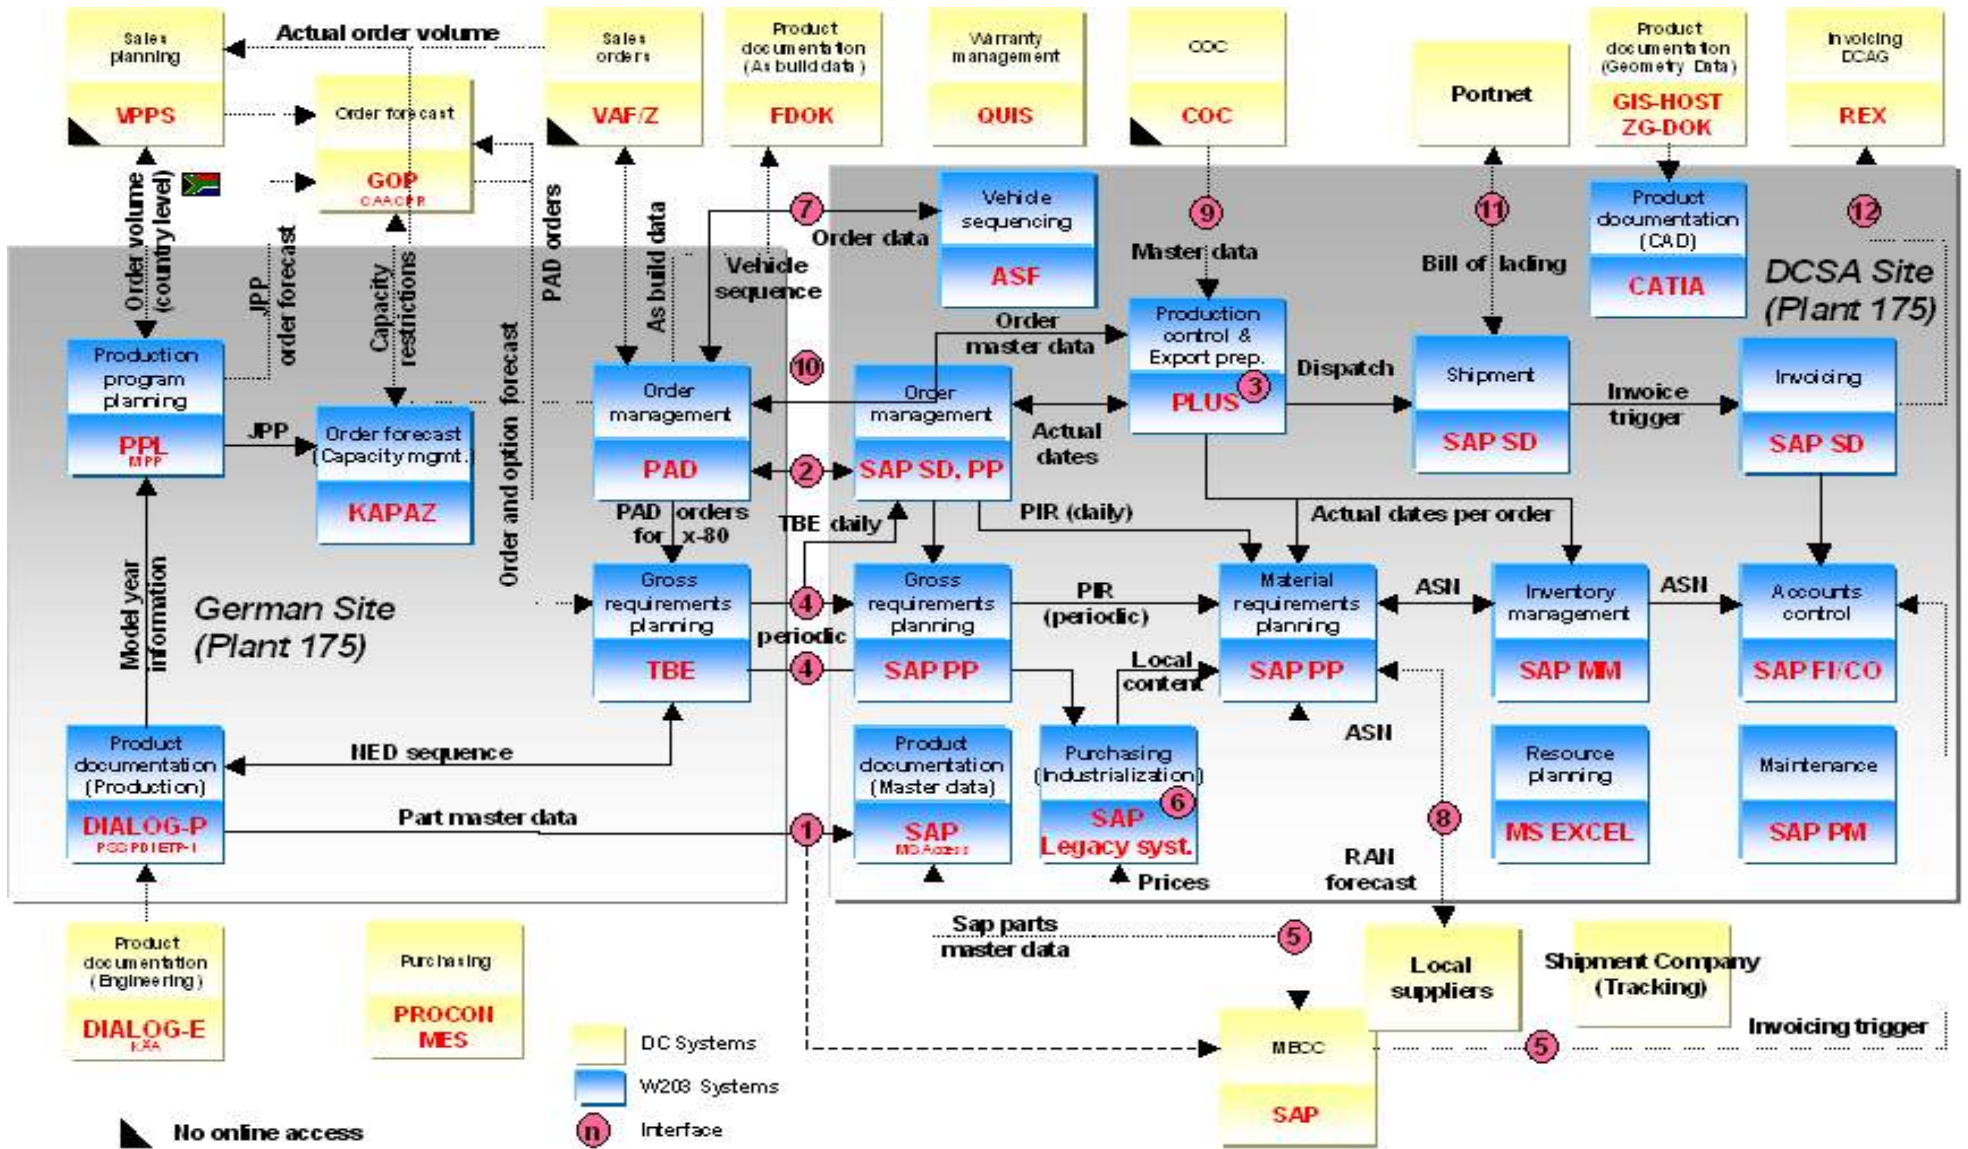 Sales
planning
VPPS
Actual order volume
Order forecast
GOP
Sales
orders
VAF/Z
Product
documentation
(As build data)
FDOK
Warranty
management
QUIS
COC
COC
Portnet
Product
documentation
(Geometry Data)
GIS-HOST
ZG-DOK
Invoicing
DCAG
REX
Order volume
(country level)
JPP
order forecast
Capacity
restrictions
Order and option forecast
PAD orders
As build data
Vehicle
sequence
7
Order data
Vehicle
sequencing
ASF
9
Master data
11
Bill of lading
Product
documentation
(CAD)
CATIA
12
DCSA Site
(Plant 175)
Production
program
planning
PPL
MPP
JPP
Order forecast
(Capacity mgmt.)
KAPAZ
Order
management
PAD
10
2
Order
management
SAP SD, PP
Order
master data
Production
control &
Export prep.
PLUS
3
Actual
dates
Dispatch
Shipment
SAP SD
Invoice
trigger
Invoicing
SAP SD
PAD orders
for x-80
TBE daily
PIR (daily)
Actual dates per order
Model year
information
German Site
(Plant 175)
Gross
requirements
planning
TBE
4
periodic
4
Gross
requirements
planning
SAP PP
PIR
(periodic)
Local
content
Material
requirements
planning
SAP PP
ASN
Inventory
management
SAP MM
ASN
Accounts
control
SAP FI/CO
Product
documentation
(Production)
DIALOG-P
NED sequence
Part master data
1
Product
documentation
(Master data)
SAP
MS Access
Purchasing
(Industrialization)
6
SAP
Legacy syst.
Prices
ASN
8
RAN
forecast
Resource
planning
MS EXCEL
Maintenance
SAP PM
Product
documentation
(Engineering)
DIALOG-E
Purchasing
PROCON
MES
Sap parts
master data
5
Local
suppliers
Shipment Company
(Tracking)
MBCC
SAP
5
Invoicing trigger
DC Systems
W203 Systems
n
Interface
No online access